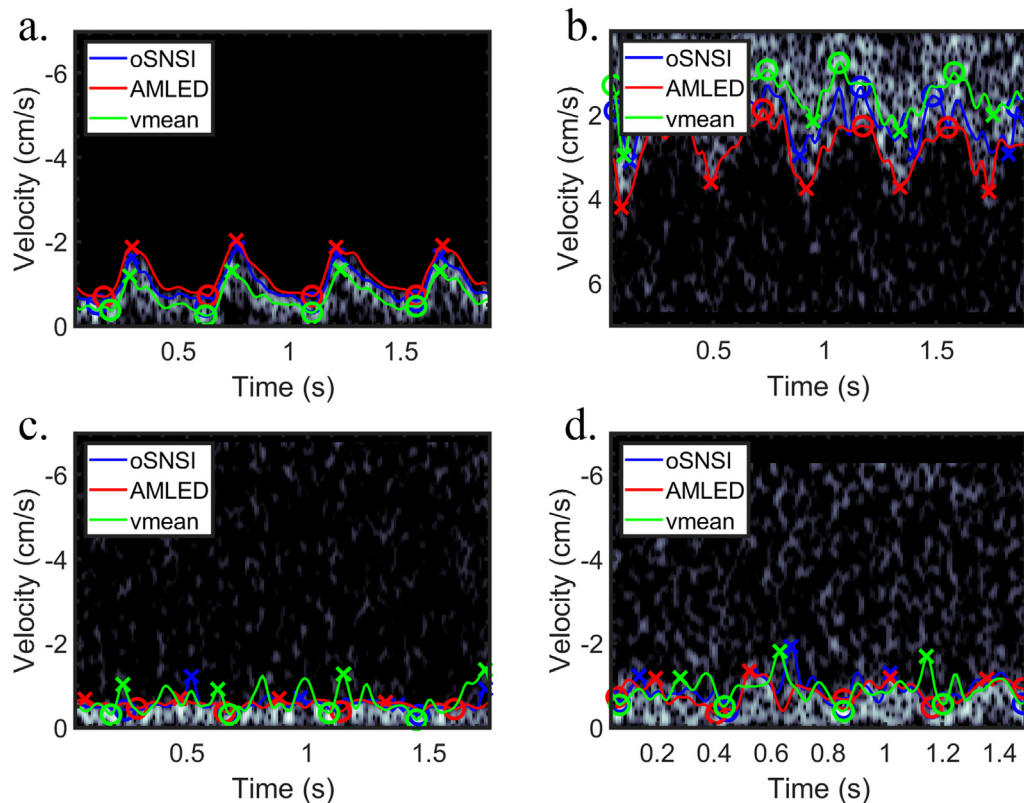 a.
oSNSI
AMLED
vmean
Velocity (cm/s)
-6
-4
-2
0
0.5
1
1.5
Time (s)
b.
oSNSI
AMLED
vmean
Velocity (cm/s)
2
4
6
0.5
1
1.5
Time (s)
c.
oSNSI
AMLED
vmean
Velocity (cm/s)
-6
-4
-2
0
0.5
1
1.5
Time (s)
d.
oSNSI
AMLED
vmean
Velocity (cm/s)
-6
-4
-2
0
0.2
0.4
0.6
0.8
1
1.2
1.4
Time (s)